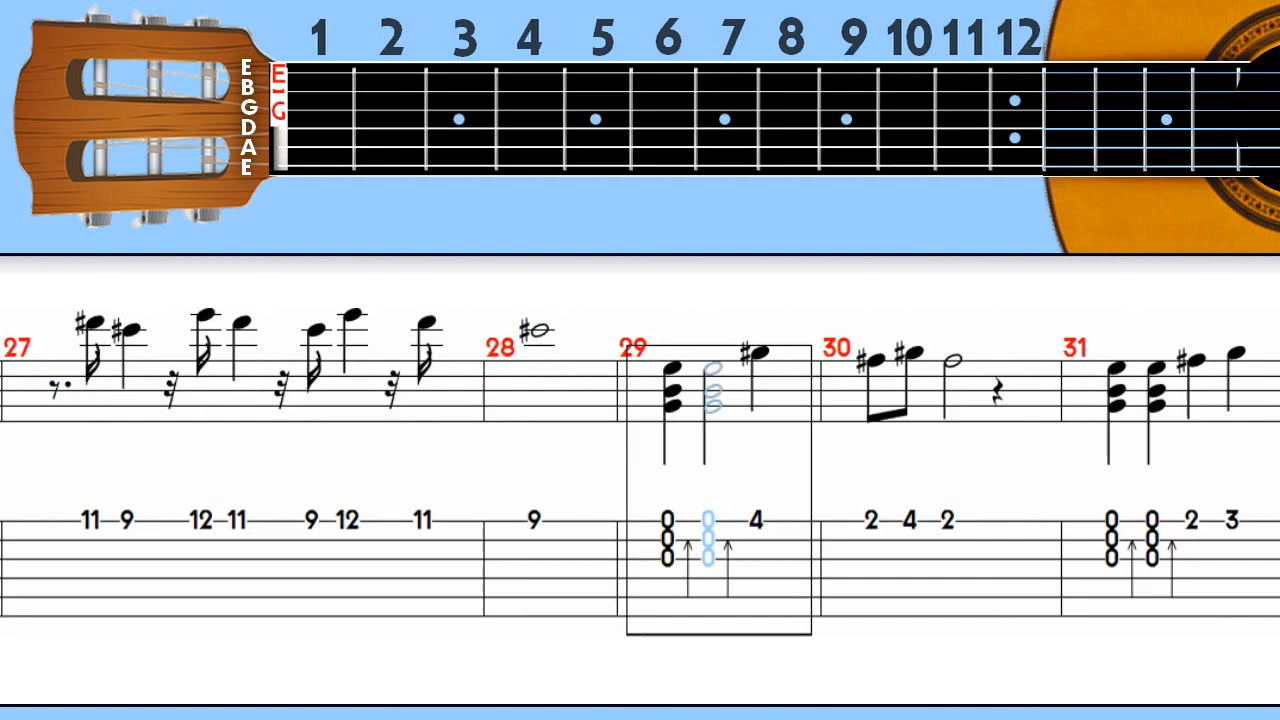 1 2 3 4 5 6 7 8 9 10 11 12
E E
B
G G
D
A
E
27 28 29 30 31
11 9 12 11 9 12 11 9 0 0 4 2 4 2 0 0 2 3
0 0 0 0
0 0 0 0